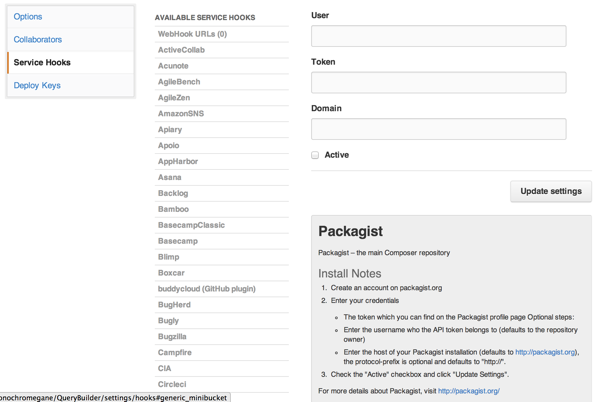 Options
Collaborators
Service Hooks
Deploy Keys
AVAILABLE SERVICE HOOKS
WebHook URLs (0)
ActiveCollab
Acunote
AgileBench
AgileZen
AmazonSNS
Apiary
Apoio
AppHarbor
Asana
Backlog
Bamboo
BasecampClassic
Basecamp
Blimp
Boxcar
buddycloud (GitHub plugin)
BugHerd
Bugly
Bugzilla
Campfire
CIA
Circleci
User
Token
Domain
Active
Update settings
Packagist
Packagist – the main Composer repository
Install Notes
1. Create an account on packagist.org
2. Enter your credentials
The token which you can find on the Packagist profile page Optional steps:
Enter the username who the API token belongs to (defaults to the repository
owner)
Enter the host of your Packagist installation (defaults to http://packagist.org),
the protocol-prefix is optional and defaults to "http://".
3. Check the "Active" checkbox and click "Update Settings".
For more details about Packagist, visit http://packagist.org/
onochromegane/QueryBuilder/settings/hooks#generic_minibucket